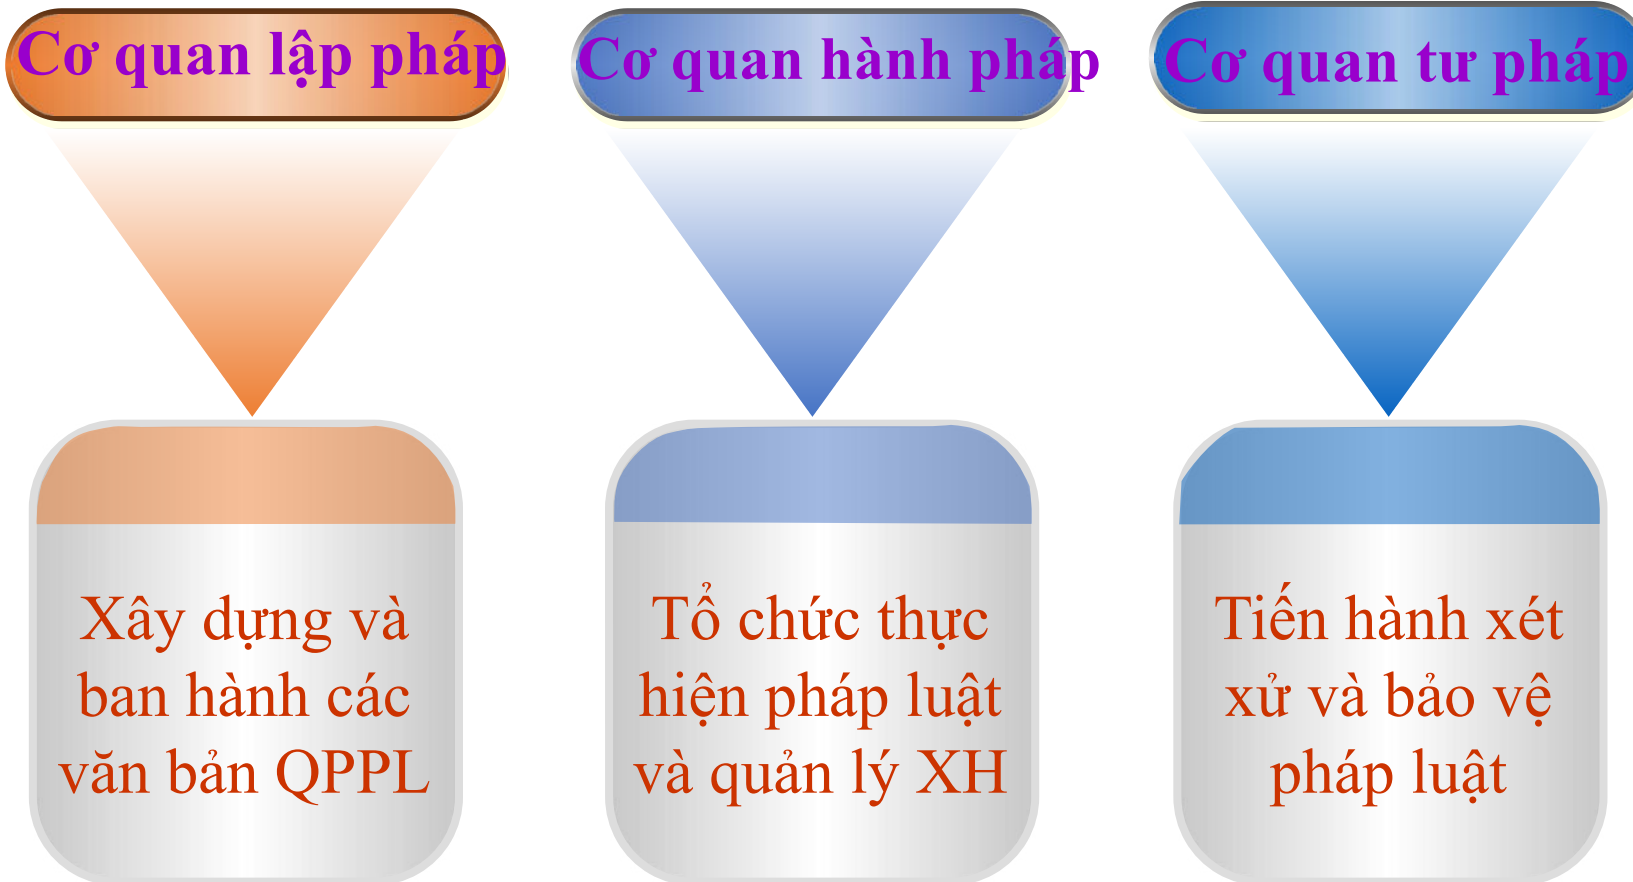 Cơ quan lập pháp
Cơ quan hành pháp
Cơ quan tư pháp
Xây dựng và
ban hành các
văn bản QPPL
Tổ chức thực
hiện pháp luật
và quản lý XH
Tiến hành xét
xử và bảo vệ
pháp luật